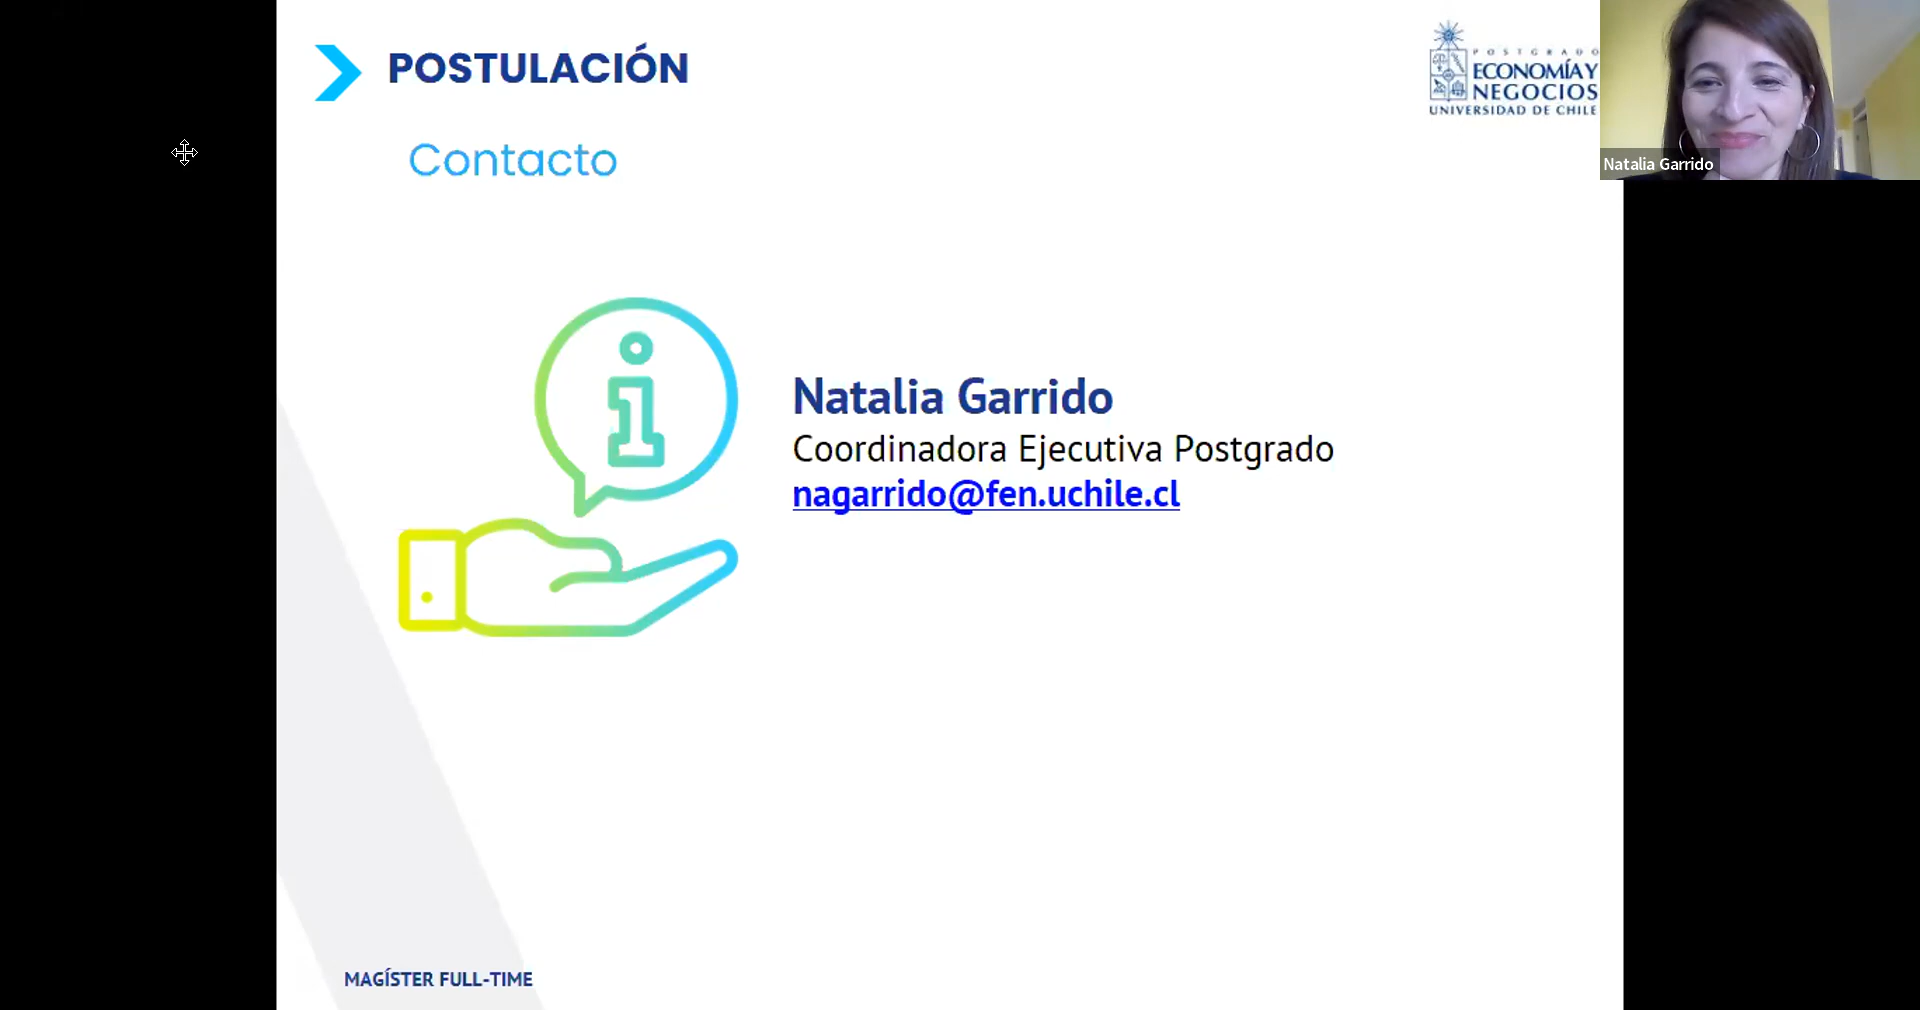 POSTULACIÓN
Contacto
POSTGRADO
ECONOMÍA Y
NEGOCIOS
UNIVERSIDAD DE CHILE
Natalia Garrido
Natalia Garrido
Coordinadora Ejecutiva Postgrado
nagarrido@fen.uchile.cl
MAGÍSTER FULL-TIME